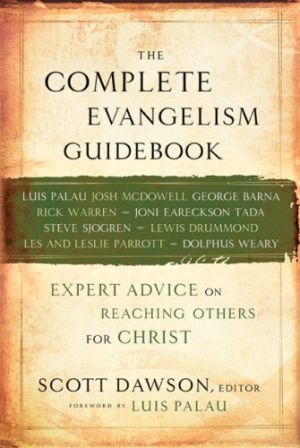 THE
COMPLETE
EVANGELISM
GUIDEBOOK
LUIS PALAU JOSH MCDOWELL GEORGE BARNA
RICK WARREN JONI EARECKSON TADA
STEVE SJOGREN LEWIS DRUMMOND
LES AND LESLIE PARROTT DOLPHUS WEARY
EXPERT ADVICE ON
REACHING OTHERS
FOR CHRIST
SCOTT DAWSON, EDITOR
FOREWORD BY LUIS PALAU